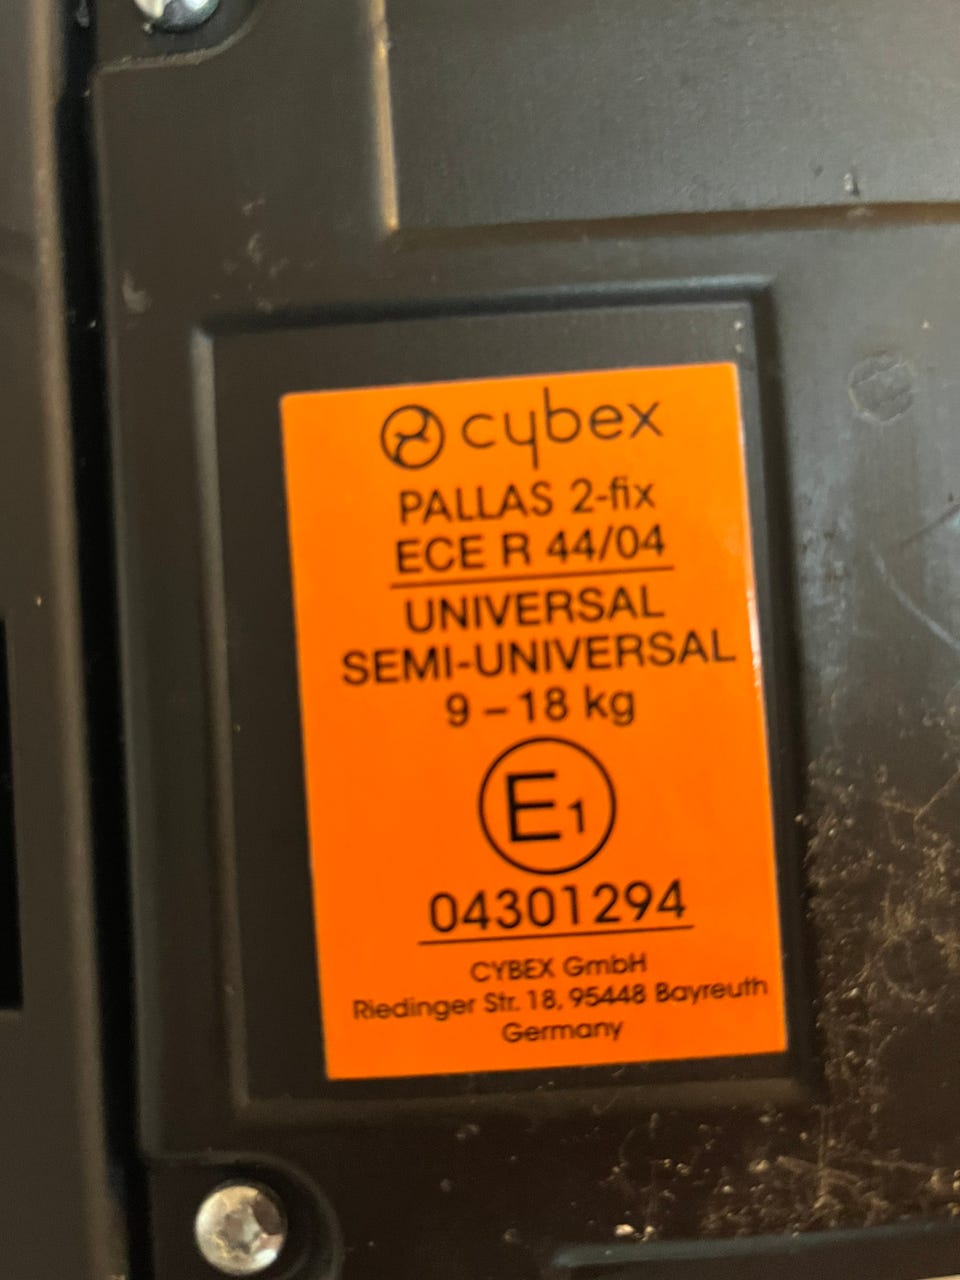 cybex
PALLAS 2-fix
ECE R 44/04
UNIVERSAL
SEMI-UNIVERSAL
9 – 18 kg
E1
04301294
CYBEX GmbH
Riedinger Str. 18, 95448 Bayreuth
Germany